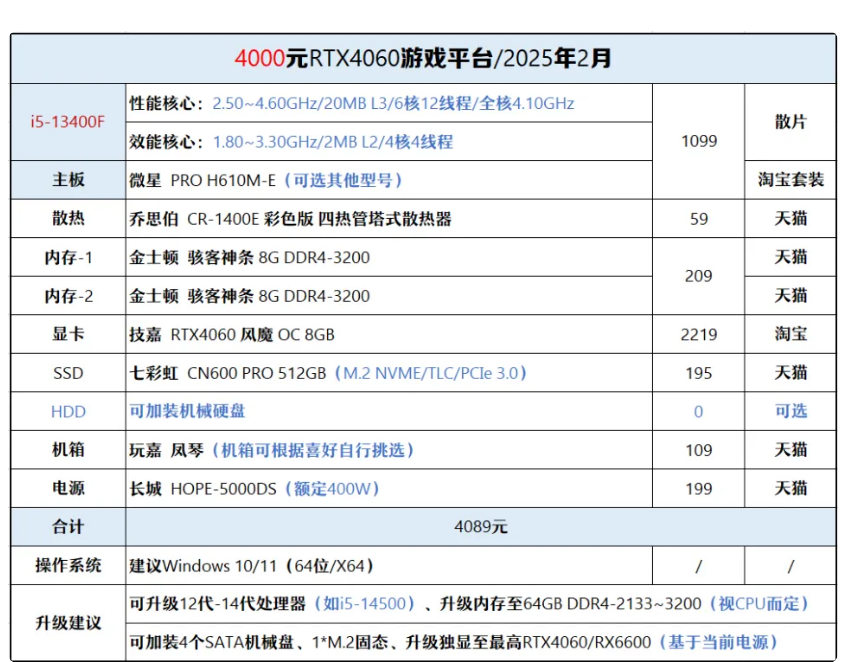 4000元RTX4060游戏平台/2025年2月
i5-13400F
性能核心：2.50~4.60GHz/20MB L3/6核12线程/全核4.10GHz
效能核心：1.80~3.30GHz/2MB L2/4核4线程
1099
散片
主板 微星 PRO H610M-E（可选其他型号） 淘宝套装
散热 乔思伯 CR-1400E 彩色版 四热管塔式散热器 59 天猫
内存-1 金士顿 骇客神条 8G DDR4-3200 天猫
209
内存-2 金士顿 骇客神条 8G DDR4-3200 天猫
显卡 技嘉 RTX4060 风魔 OC 8GB 2219 淘宝
SSD 七彩虹 CN600 PRO 512GB（M.2 NVME/TLC/PCIe 3.0） 195 天猫
HDD 可加装机械硬盘 0 可选
机箱 玩嘉 凤琴（机箱可根据喜好自行挑选） 109 天猫
电源 长城 HOPE-5000DS（额定400W） 199 天猫
合计 4089元
操作系统 建议Windows 10/11（64位/X64） / /
升级建议
可升级12代-14代处理器（如i5-14500）、升级内存至64GB DDR4-2133~3200（视CPU而定）
可加装4个SATA机械盘、1*M.2固态、升级独显至最高RTX4060/RX6600（基于当前电源）